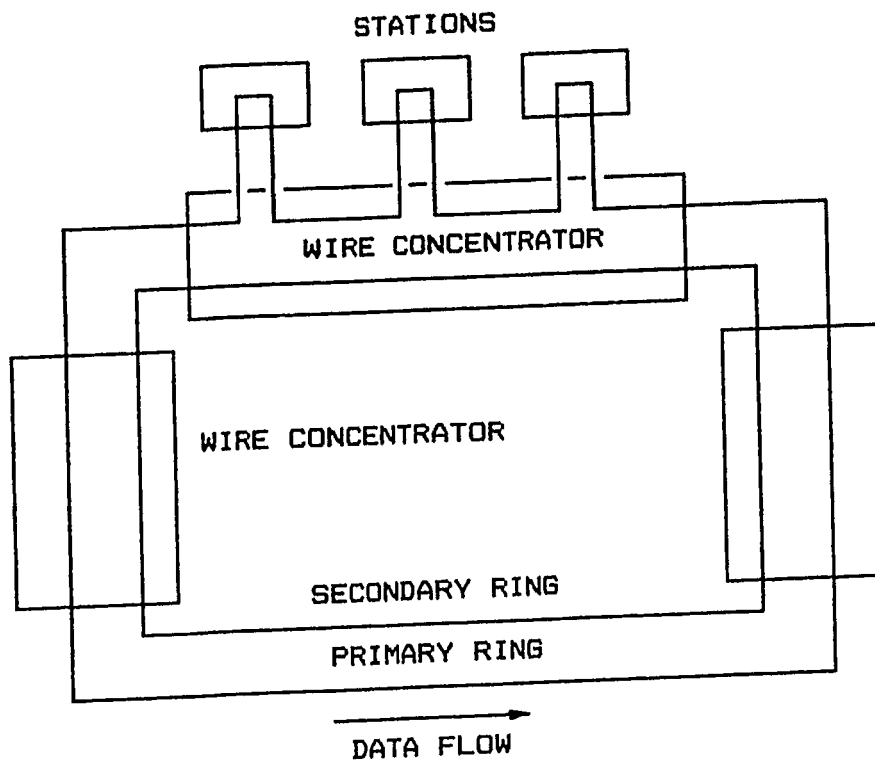 STATIONS
WIRE CONCENTRATOR
WIRE CONCENTRATOR
SECONDARY RING
PRIMARY RING
DATA FLOW